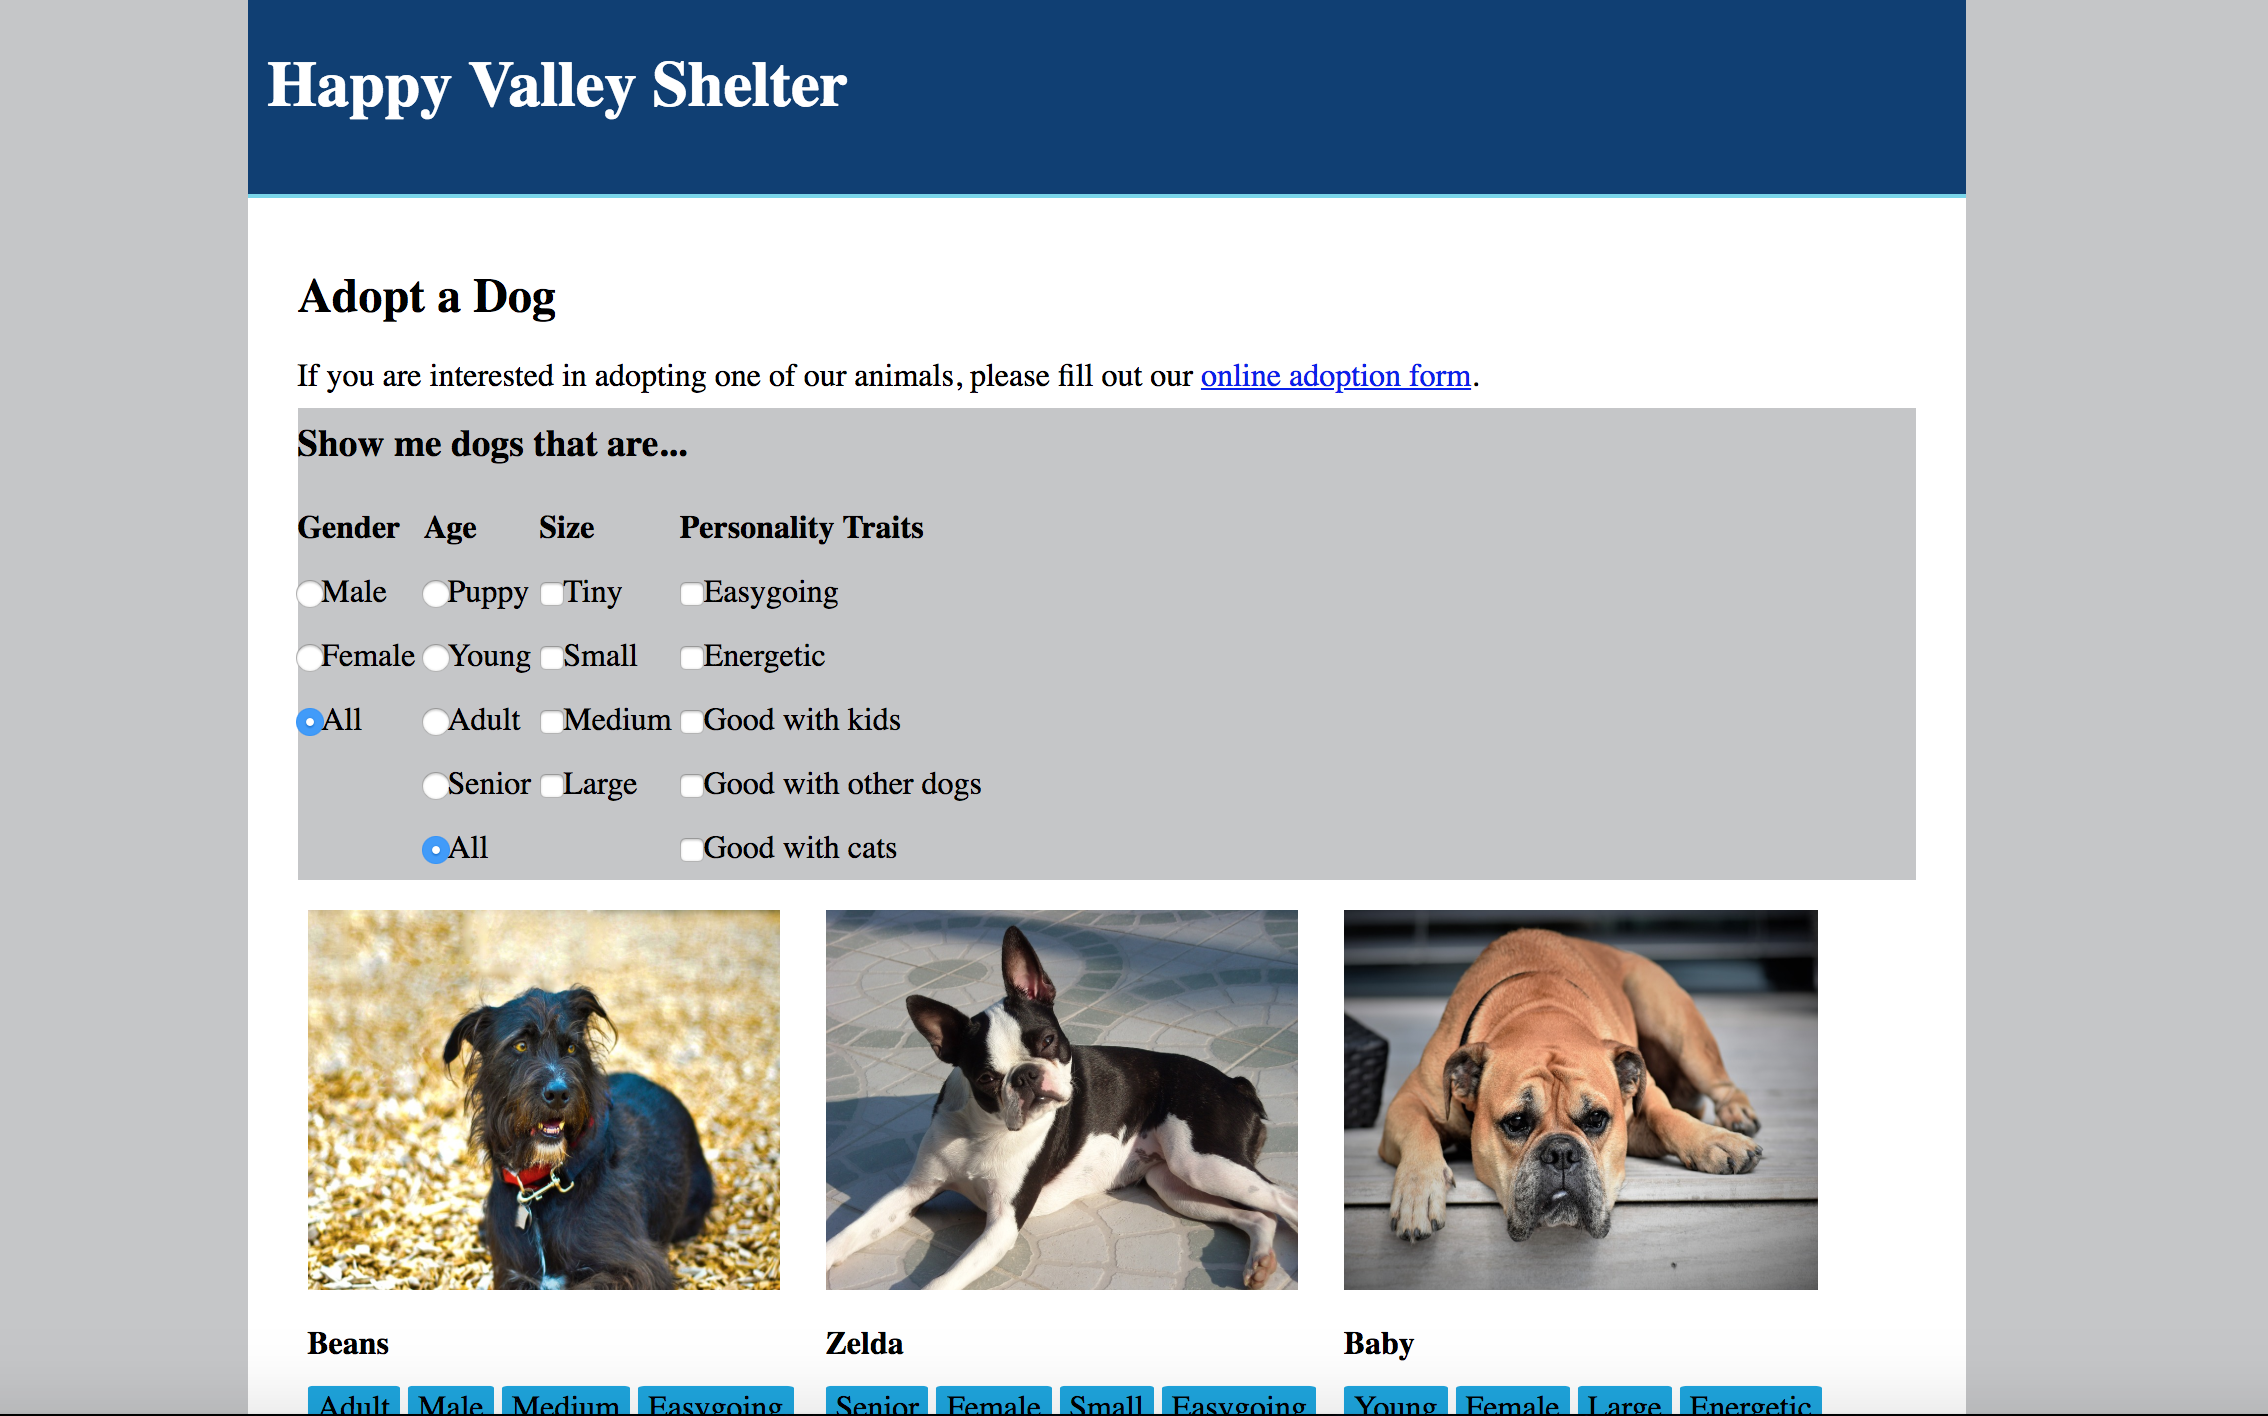 Happy Valley Shelter
Adopt a Dog
If you are interested in adopting one of our animals, please fill out our online adoption form.
Show me dogs that are...
Gender Age Size Personality Traits
Male Puppy Tiny Easygoing
Female Young Small Energetic
All Adult Medium Good with kids
Senior Large Good with other dogs
All Good with cats
Beans Zelda Baby
Adult Male Medium Easygoing Senior Female Small Easygoing Young Female Large Energetic